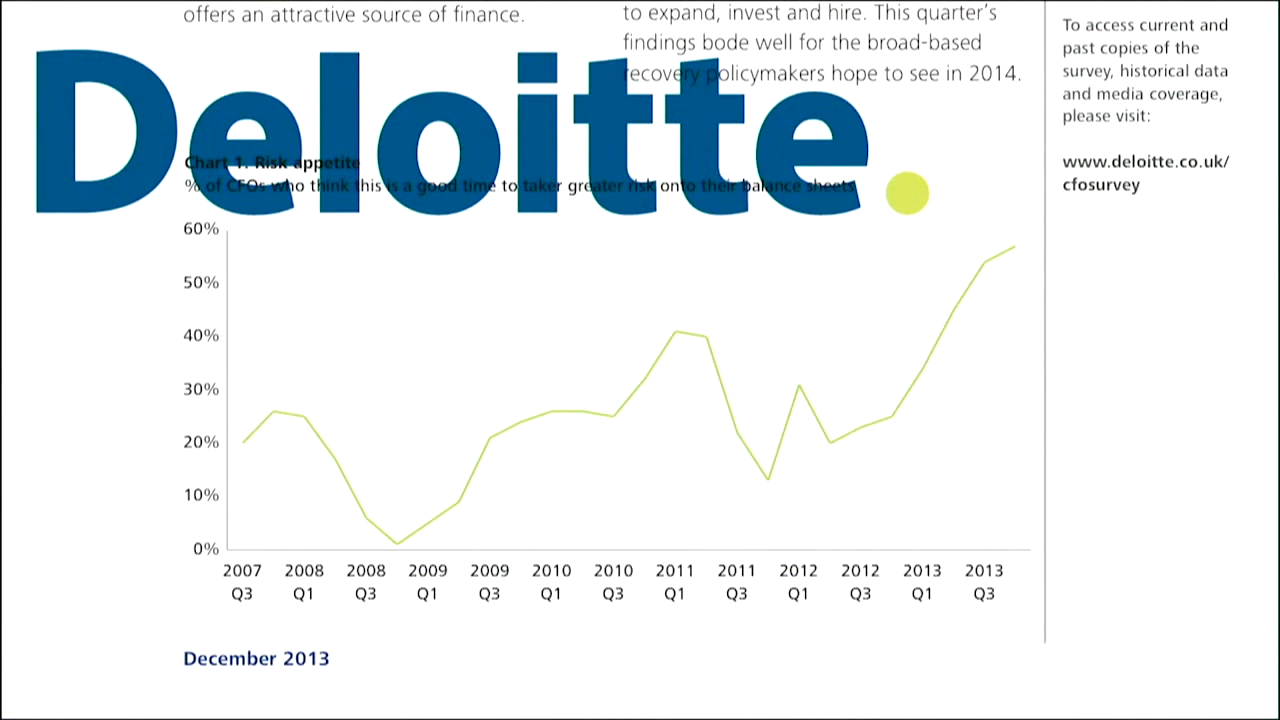 offers an attractive source of finance.
to expand, invest and hire. This quarter's
findings bode well for the broad-based
recovery policymakers hope to see in 2014.
To access current and
past copies of the
survey, historical data
and media coverage,
please visit:
www.deloitte.co.uk/
cfosurvey
Deloitte.
Chart 1. Risk appetite
% of CFOs who think this is a good time to taker greater risk onto their balance sheets
60%
50%
40%
30%
20%
10%
0%
2007 2008 2008 2009 2009 2010 2010 2011 2011 2012 2012 2013 2013
Q3 Q1 Q3 Q1 Q3 Q1 Q3 Q1 Q3 Q1 Q3 Q1 Q3
December 2013